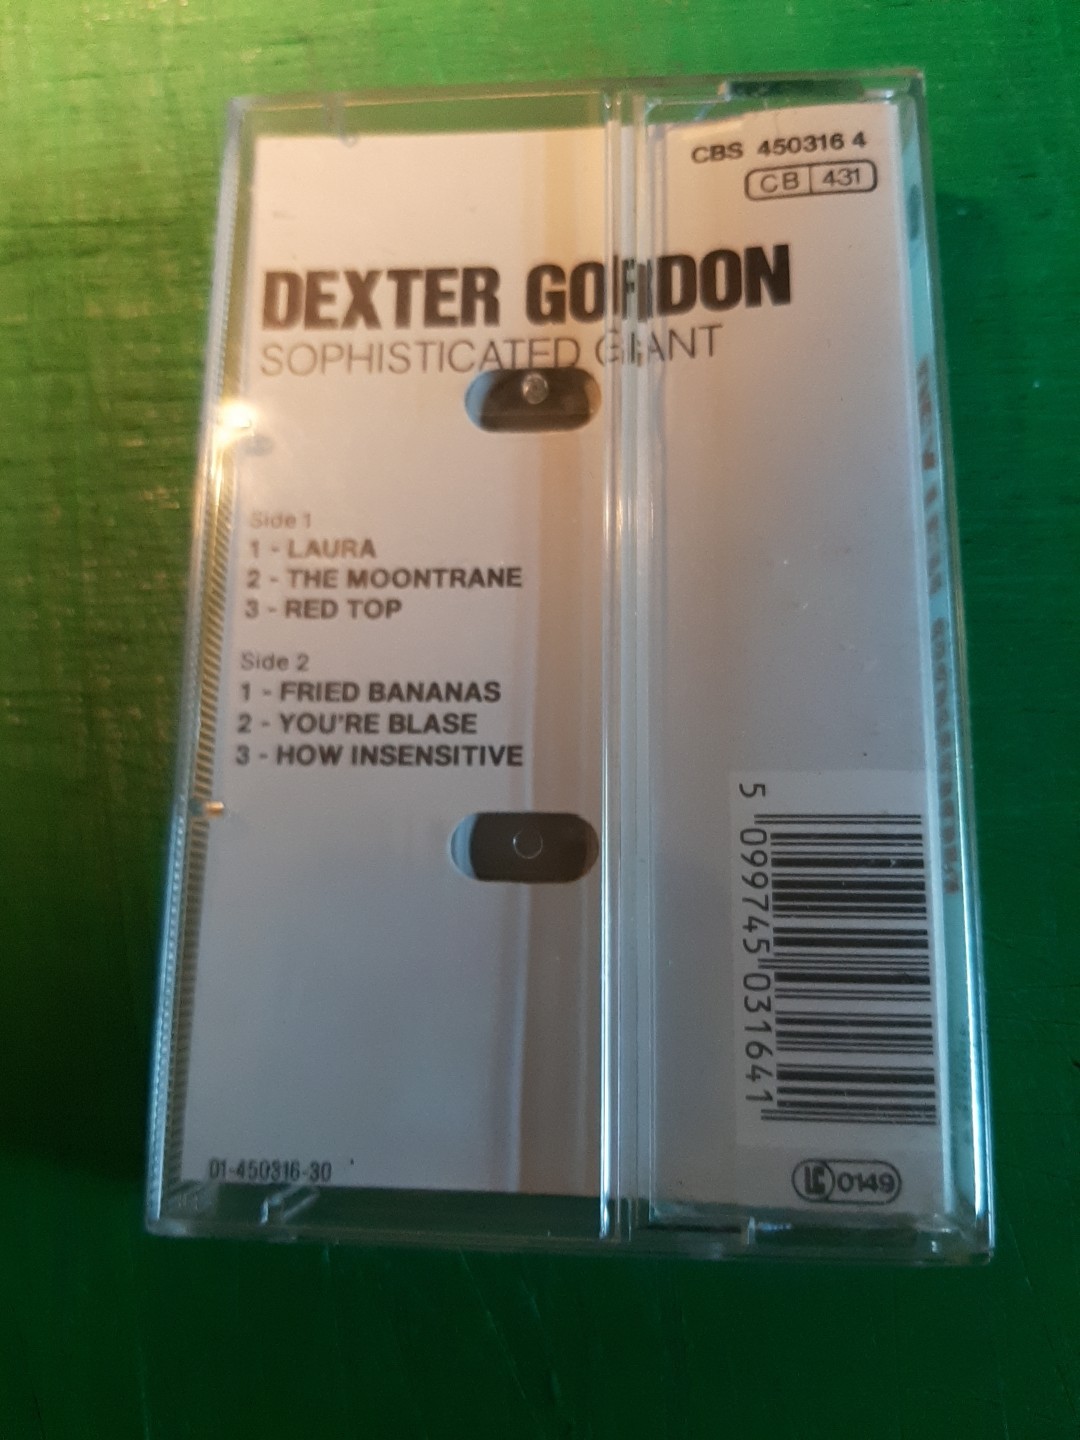 CBS 450316 4
CB 431
DEXTER GORDON
SOPHISTICATED GIANT
Side 1
1 - LAURA
2 - THE MOONTRANE
3 - RED TOP
Side 2
1 - FRIED BANANAS
2 - YOU'RE BLASE
3 - HOW INSENSITIVE
5 099745 031641
01-450316-30
LC 0149